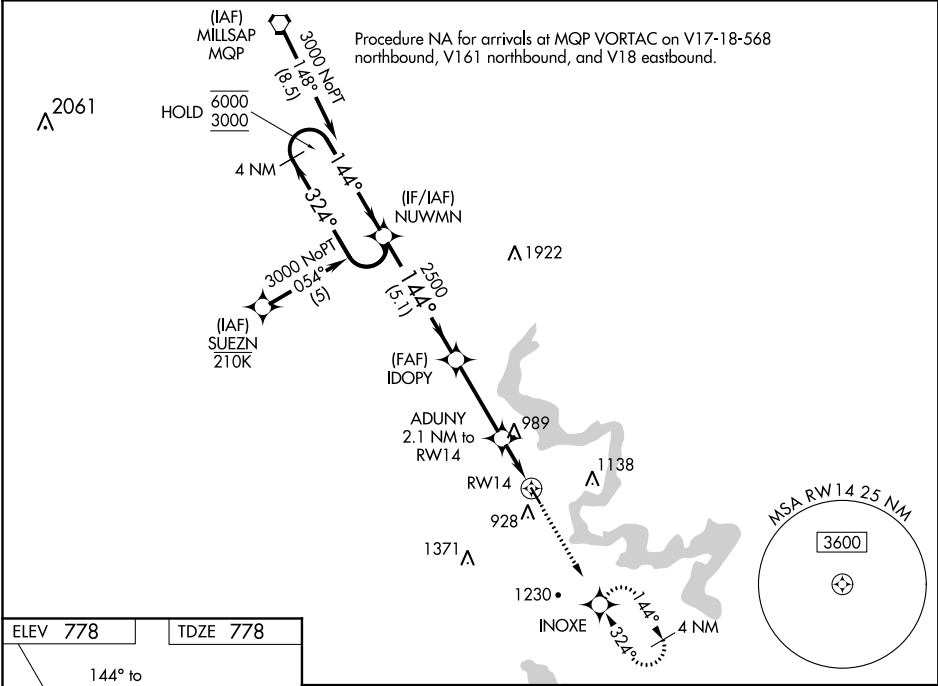 (IAF)
MILLSAP
MQP
Procedure NA for arrivals at MQP VORTAC on V17-18-568
northbound, V161 northbound, and V18 eastbound.
3000 NoPT
148°
(8.5)
2061
HOLD
6000
3000
4 NM
144°
324°
(IF/IAF)
NUWMN
1922
3000 NoPT
054°
(5)
2500
144°
(5.1)
(IAF)
SUEZN
210K
(FAF)
IDOPY
ADUNY
2.1 NM to
RW14
989
1138
RW14
928
1371
MSA RW14 25 NM
3600
1230
INOXE
144°
324°
4 NM
ELEV 778
TDZE 778
144° to